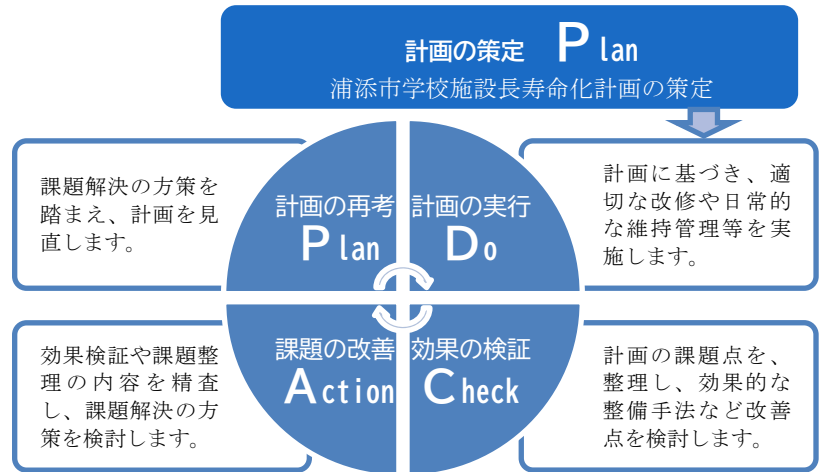 計画の策定 Plan
浦添市学校施設長寿命化計画の策定
課題解決の方策を
踏まえ、計画を見
直します。
計画の再考
Plan
計画の実行
Do
計画に基づき、適
切な改修や日常的
な維持管理等を実
施します。
効果検証や課題整
理の内容を精査
し、課題解決の方
策を検討します。
課題の改善
Action
効果の検証
Check
計画の課題点を、
整理し、効果的な
整備手法など改善
点を検討します。